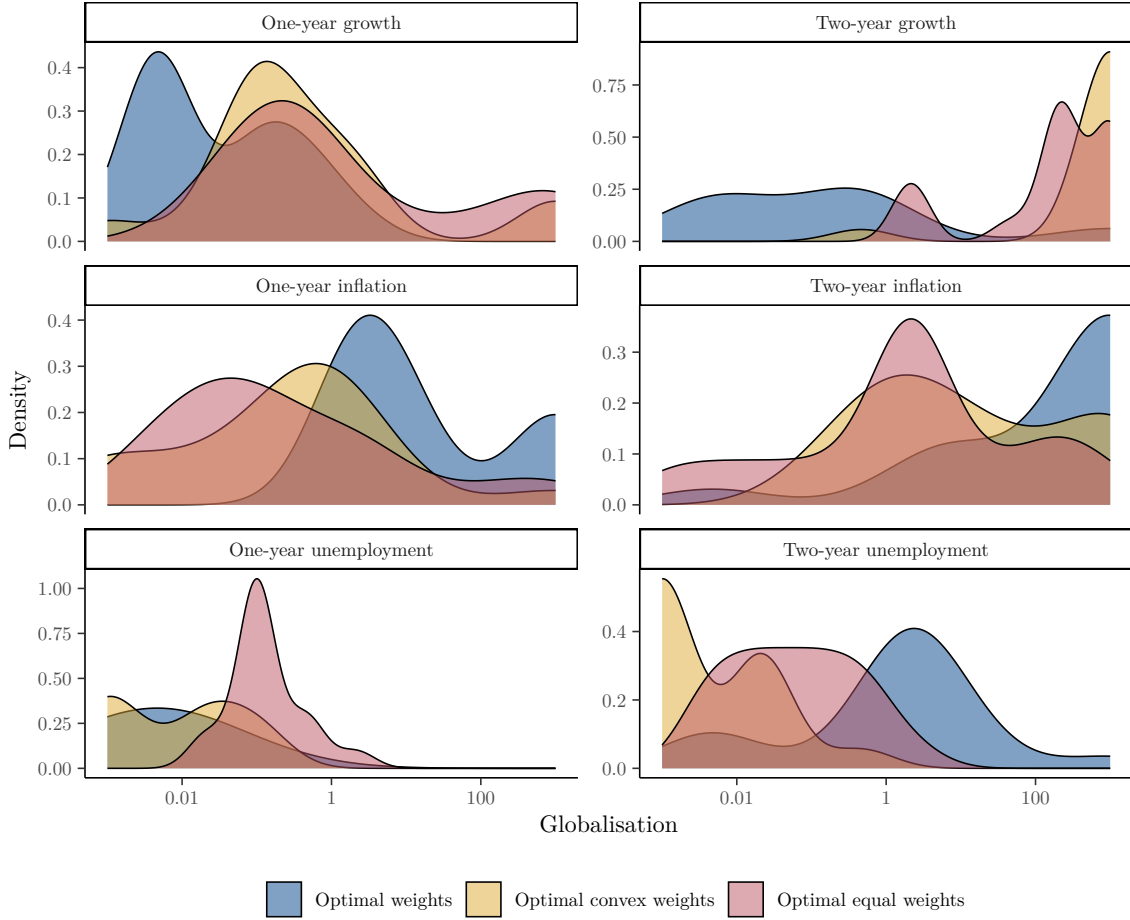 One-year growth
Two-year growth
0.4
0.3
0.2
0.1
0.0
0.75
0.50
0.25
0.00
One-year inflation
Two-year inflation
0.4
0.3
0.2
0.1
0.0
0.3
0.2
0.1
0.0
Density
One-year unemployment
Two-year unemployment
1.00
0.75
0.50
0.25
0.00
0.4
0.2
0.0
0.01
1
100
0.01
1
100
Globalisation
Optimal weights
Optimal convex weights
Optimal equal weights